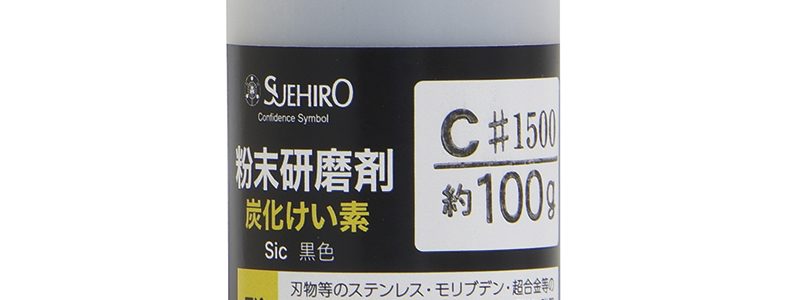 SUEHIRO
Confidence Symbol
粉末研磨剤
炭化けい素
Sic 黒色
C #1500
約100g
刃物等のステンレス・モリブデン・超合金等の